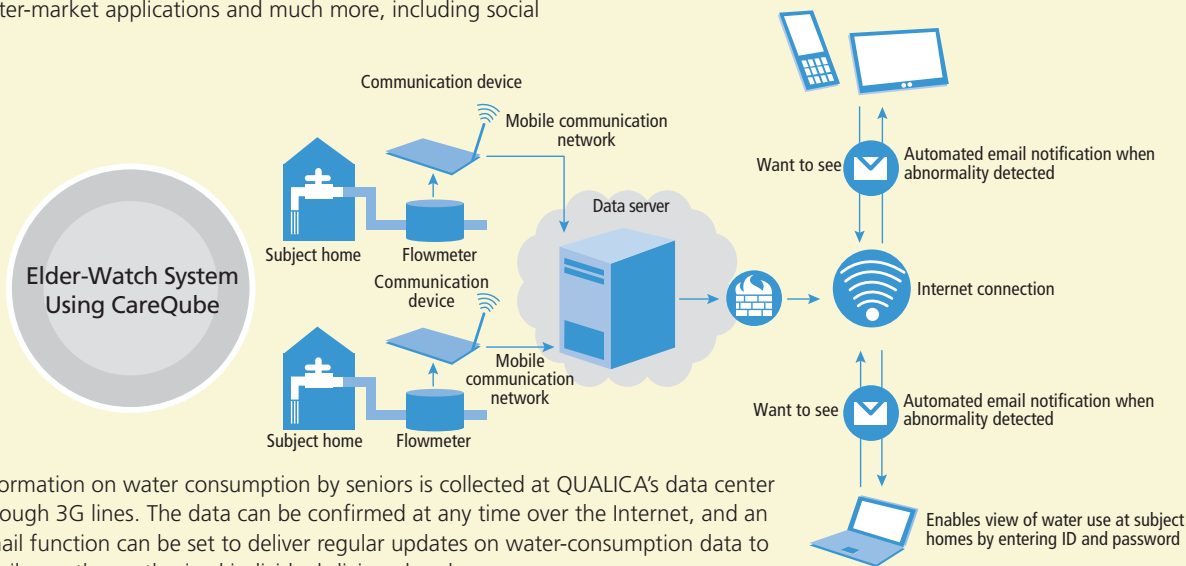 market applications and much more, including social
Communication device
Mobile communication
network
Want to see
Automated email notification when
abnormality detected
Data server
Subject home
Flowmeter
Elder-Watch System
Using CareQube
Communication
device
Internet connection
Mobile
communication
network
Want to see
Automated email notification when
abnormality detected
Subject home
Flowmeter
on water consumption by seniors is collected at QUALICA's data center
3G lines. The data can be confirmed at any time over the Internet, and an
function can be set to deliver regular updates on water-consumption data to
Enables view of water use at subject
homes by entering ID and password